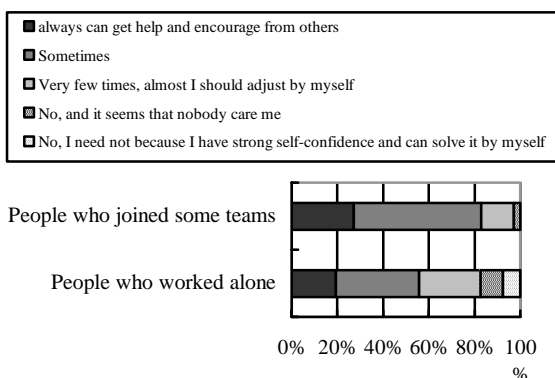 always can get help and encourage from others
Sometimes
Very few times, almost I should adjust by myself
No, and it seems that nobody care me
No, I need not because I have strong self-confidence and can solve it by myself
People who joined some teams
People who worked alone
0% 20% 40% 60% 80% 100
%